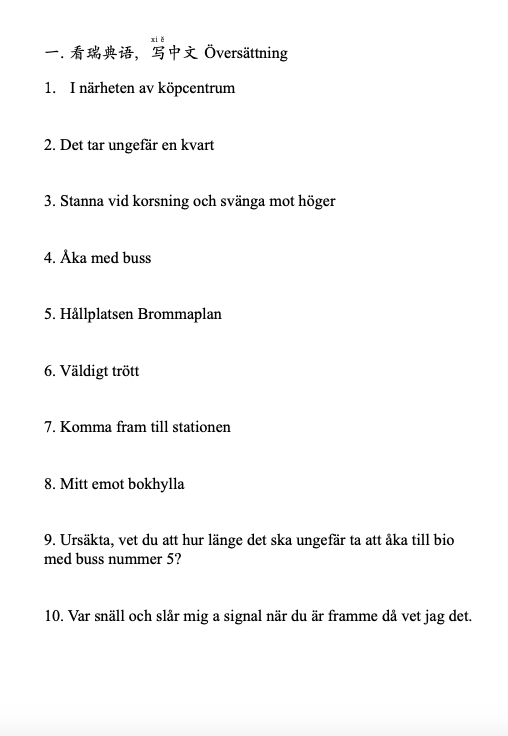 xiě
一. 看瑞典语，写中文 Översättning
1. I närheten av köpcentrum
2. Det tar ungefär en kvart
3. Stanna vid korsning och svänga mot höger
4. Åka med buss
5. Hållplatsen Brommaplan
6. Väldigt trött
7. Komma fram till stationen
8. Mitt emot bokhylla
9. Ursäkta, vet du att hur länge det ska ungefär ta att åka till bio
med buss nummer 5?
10. Var snäll och slår mig a signal när du är framme då vet jag det.